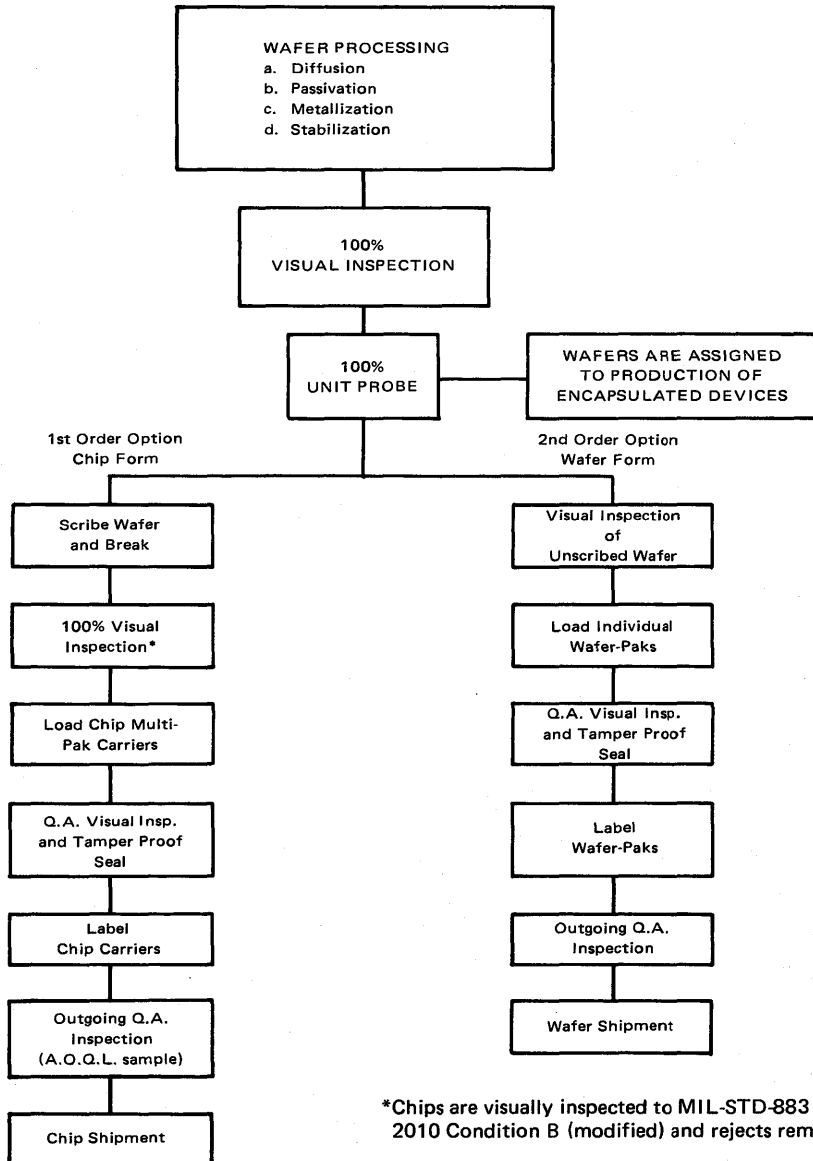 WAFER PROCESSING
a. Diffusion
b. Passivation
c. Metallization
d. Stabilization
100%
VISUAL INSPECTION
100%
UNIT PROBE
WAFERS ARE ASSIGNED
TO PRODUCTION OF
ENCAPSULATED DEVICES
1st Order Option
Chip Form
Scribe Wafer
and Break
100% Visual
Inspection*
Load Chip Multi-
Pak Carriers
Q.A. Visual Insp.
and Tamper Proof
Seal
Label
Chip Carriers
Outgoing Q.A.
Inspection
(A.O.Q.L. sample)
Chip Shipment
2nd Order Option
Wafer Form
Visual Inspection
of
Unscribed Wafer
Load Individual
Wafer-Paks
Q.A. Visual Insp.
and Tamper Proof
Seal
Label
Wafer-Paks
Outgoing Q.A.
Inspection
Wafer Shipment
*Chips are visually inspected to MIL-STD-883
2010 Condition B (modified) and rejects rem